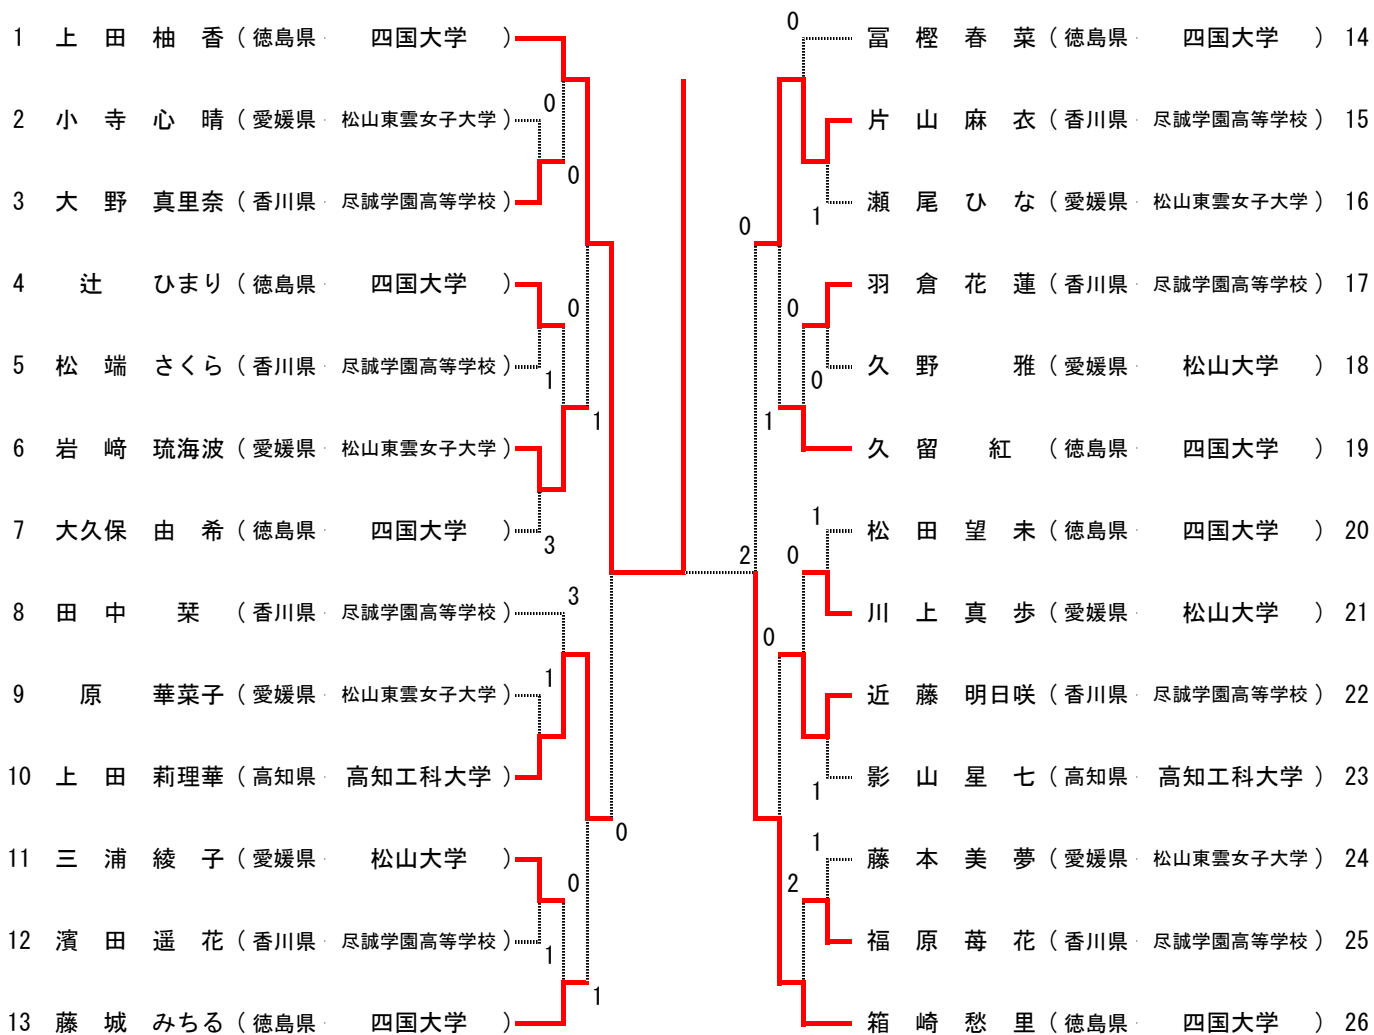 1 上田柚香 (徳島県・四国大学)
2 小寺心晴 (愛媛県・松山東雲女子大学)
3 大野真里奈 (香川県・尽誠学園高等学校)
4 辻ひまり (徳島県・四国大学)
5 松端さくら (香川県・尽誠学園高等学校)
6 岩﨑琉海波 (愛媛県・松山東雲女子大学)
7 大久保由希 (徳島県・四国大学)
8 田中栞 (香川県・尽誠学園高等学校)
9 原華菜子 (愛媛県・松山東雲女子大学)
10 上田莉理華 (高知県・高知工科大学)
11 三浦綾子 (愛媛県・松山大学)
12 濱田遥花 (香川県・尽誠学園高等学校)
13 藤城みちる (徳島県・四国大学)
0
0
0
1
1
3
3
1
0
0
1
1
2
0
0
1
0
0
1
1
0
0
1
1
2
冨樫春菜 (徳島県・四国大学) 14
片山麻衣 (香川県・尽誠学園高等学校) 15
瀬尾ひな (愛媛県・松山東雲女子大学) 16
羽倉花蓮 (香川県・尽誠学園高等学校) 17
久野雅 (愛媛県・松山大学) 18
久留紅 (徳島県・四国大学) 19
松田望未 (徳島県・四国大学) 20
川上真歩 (愛媛県・松山大学) 21
近藤明日咲 (香川県・尽誠学園高等学校) 22
影山星七 (高知県・高知工科大学) 23
藤本美夢 (愛媛県・松山東雲女子大学) 24
福原苺花 (香川県・尽誠学園高等学校) 25
箱崎愁里 (徳島県・四国大学) 26